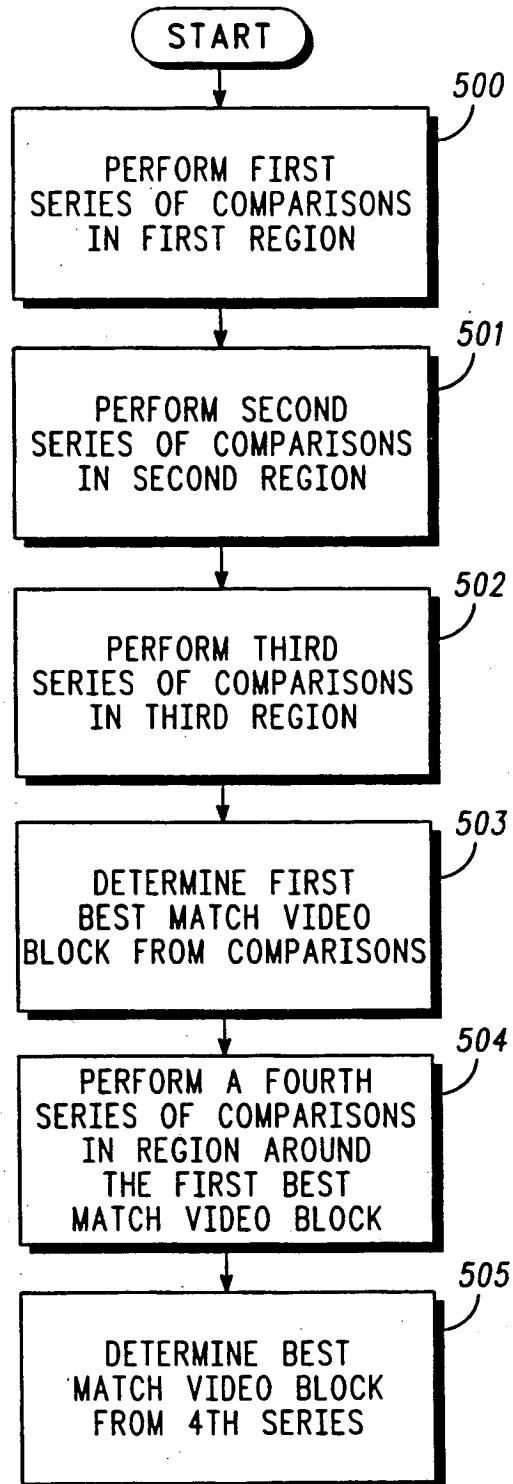 START
500
PERFORM FIRST
SERIES OF COMPARISONS
IN FIRST REGION
501
PERFORM SECOND
SERIES OF COMPARISONS
IN SECOND REGION
502
PERFORM THIRD
SERIES OF COMPARISONS
IN THIRD REGION
503
DETERMINE FIRST
BEST MATCH VIDEO
BLOCK FROM COMPARISONS
504
PERFORM A FOURTH
SERIES OF COMPARISONS
IN REGION AROUND
THE FIRST BEST
MATCH VIDEO BLOCK
505
DETERMINE BEST
MATCH VIDEO BLOCK
FROM 4TH SERIES